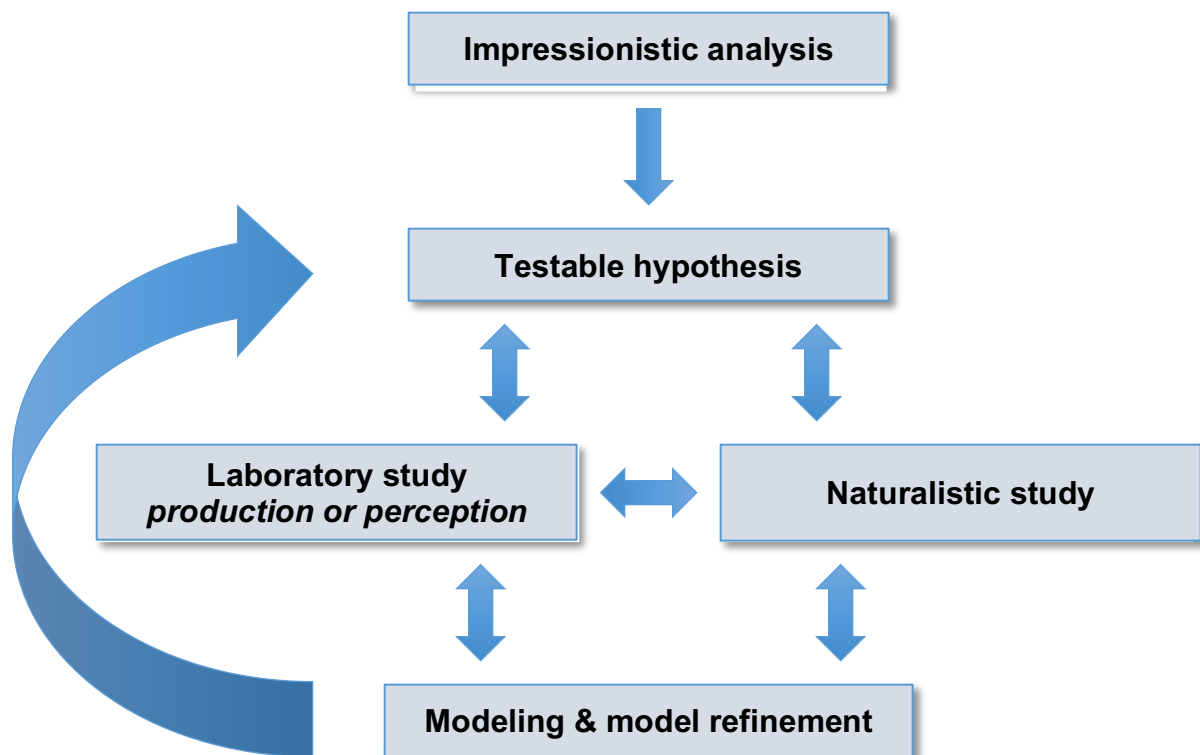 Impressionistic analysis
Testable hypothesis
Laboratory study
production or perception
Naturalistic study
Modeling & model refinement